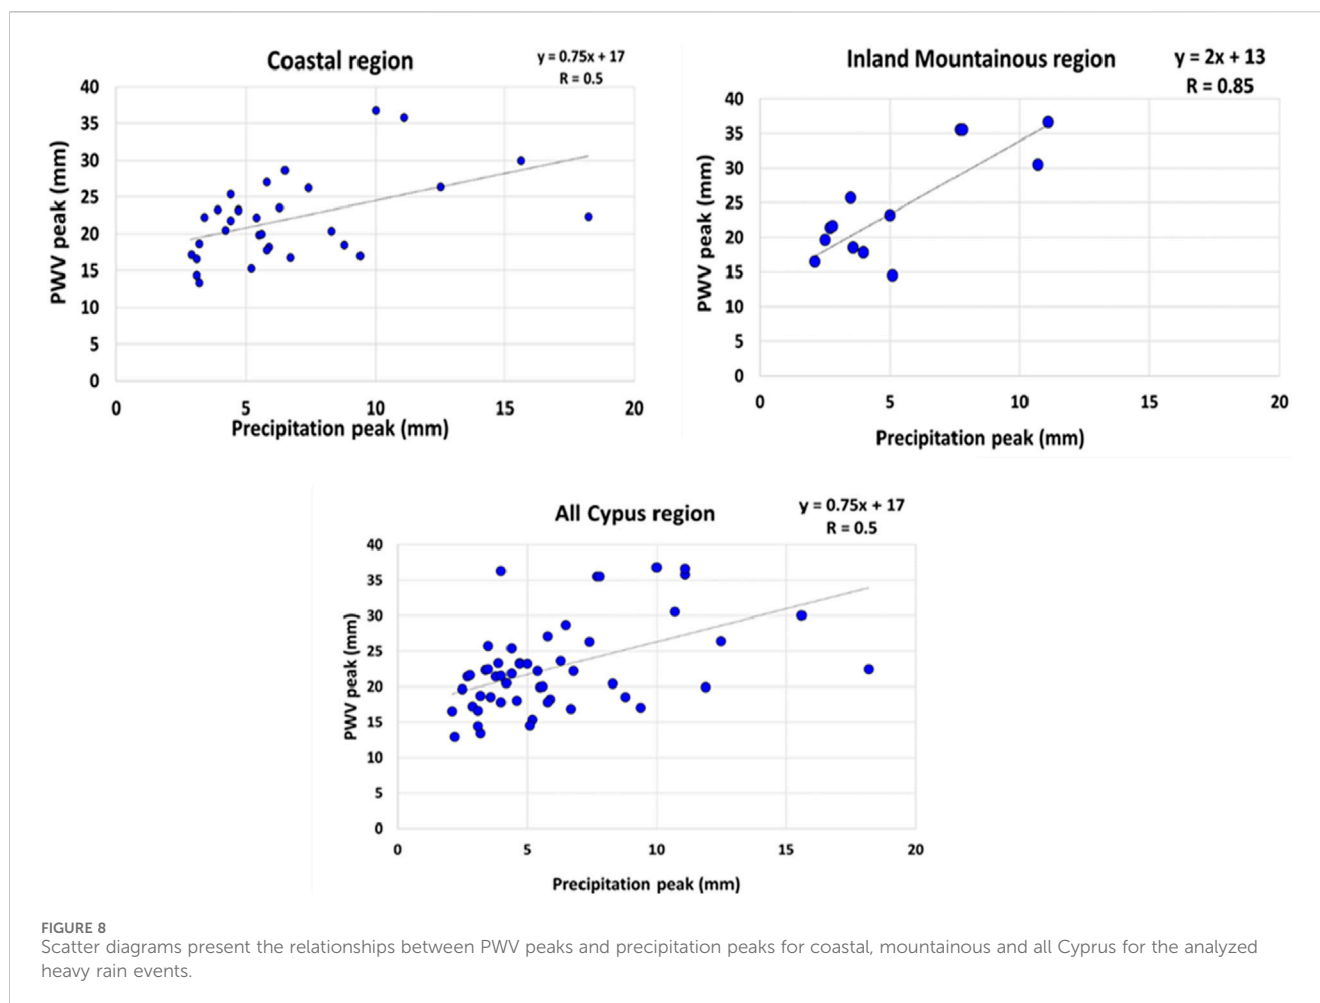 Coastal region
y = 0.75x + 17
R = 0.5
40
35
30
25
20
15
10
5
0
PWV peak (mm)
0 5 10 15 20
Precipitation peak (mm)
Inland Mountainous region
y = 2x + 13
R = 0.85
40
35
30
25
20
15
10
5
0
PWV peak (mm)
0 5 10 15 20
Precipitation peak (mm)
All Cypus region
y = 0.75x + 17
R = 0.5
40
35
30
25
20
15
10
5
0
PWV peak (mm)
0 5 10 15 20
Precipitation peak (mm)
FIGURE 8
Scatter diagrams present the relationships between PWV peaks and precipitation peaks for coastal, mountainous and all Cyprus for the analyzed
heavy rain events.